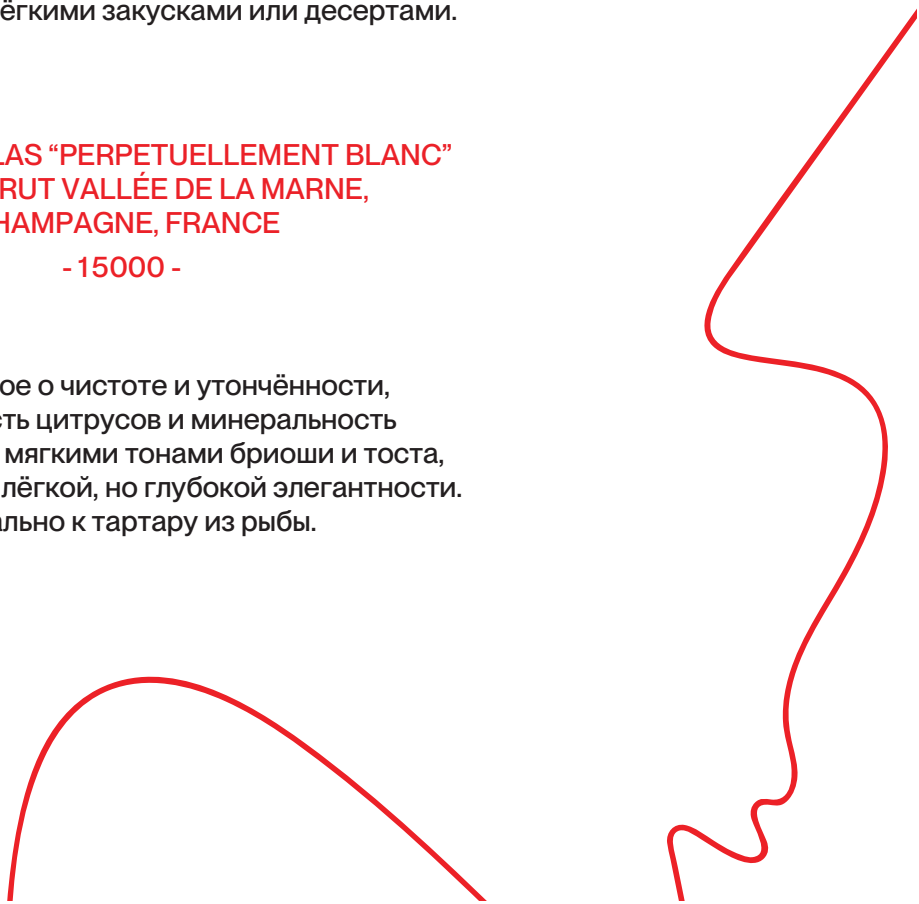 ёгкими закусками или десертами.
LAS “PERPETUELLEMENT BLANC”
RUT VALLÉE DE LA MARNE,
HAMPAGNE, FRANCE
- 15000 -
ое о чистоте и утончённости,
сть цитрусов и минеральность
мягкими тонами бриоши и тоста,
лёгкой, но глубокой элегантности.
ально к тартару из рыбы.